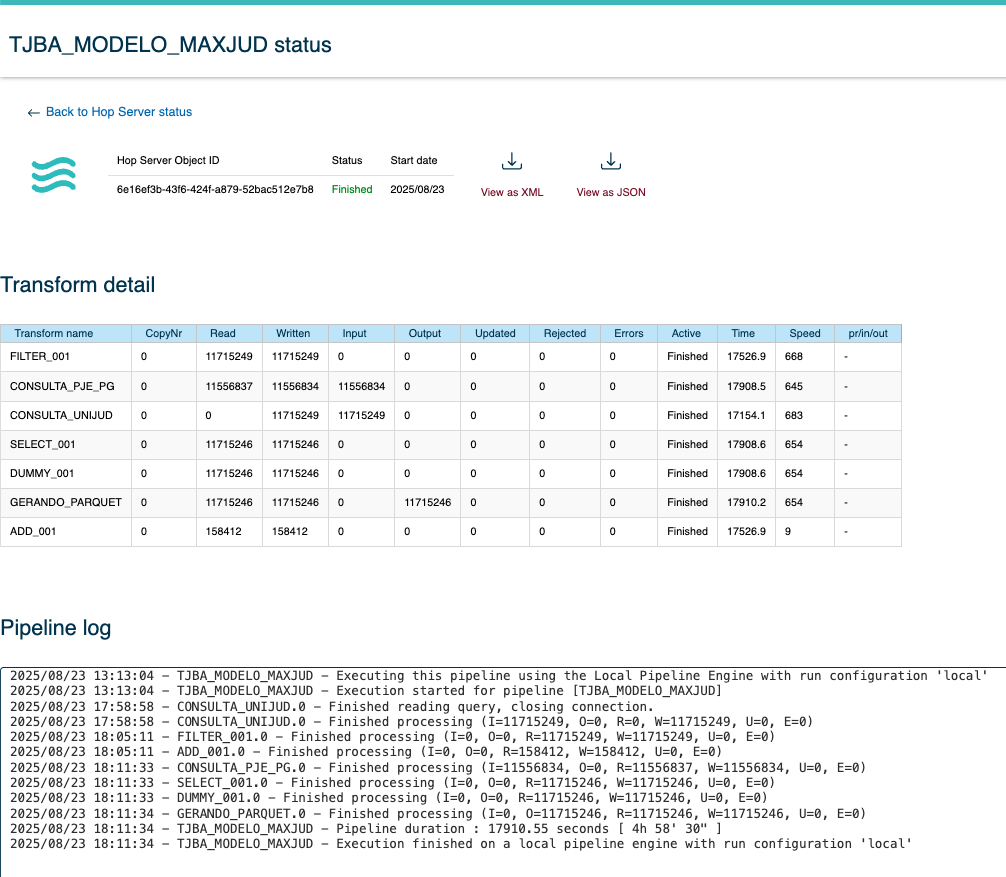 TJBA_MODELO_MAXJUD status
← Back to Hop Server status
Hop Server Object ID Status Start date
6e16ef3b-43f6-424f-a879-52bac512e7b8 Finished 2025/08/23 View as XML View as JSON
Transform detail
Transform name CopyNr Read Written Input Output Updated Rejected Errors Active Time Speed pr/in/out
FILTER_001 0 11715249 11715249 0 0 0 0 0 Finished 17526.9 668 -
CONSULTA_PJE_PG 0 11556837 11556834 11556834 0 0 0 0 Finished 17908.5 645 -
CONSULTA_UNIJUD 0 0 11715249 11715249 0 0 0 0 Finished 17154.1 683 -
SELECT_001 0 11715246 11715246 0 0 0 0 0 Finished 17908.6 654 -
DUMMY_001 0 11715246 11715246 0 0 0 0 0 Finished 17908.6 654 -
GERANDO_PARQUET 0 11715246 11715246 0 11715246 0 0 0 Finished 17910.2 654 -
ADD_001 0 158412 158412 0 0 0 0 0 Finished 17526.9 9 -
Pipeline log
2025/08/23 13:13:04 - TJBA_MODELO_MAXJUD - Executing this pipeline using the Local Pipeline Engine with run configuration 'local'
2025/08/23 13:13:04 - TJBA_MODELO_MAXJUD - Execution started for pipeline [TJBA_MODELO_MAXJUD]
2025/08/23 17:58:58 - CONSULTA_UNIJUD.0 - Finished reading query, closing connection.
2025/08/23 17:58:58 - CONSULTA_UNIJUD.0 - Finished processing (I=11715249, O=0, R=0, W=11715249, U=0, E=0)
2025/08/23 18:05:11 - FILTER_001.0 - Finished processing (I=0, O=0, R=11715249, W=11715249, U=0, E=0)
2025/08/23 18:05:11 - ADD_001.0 - Finished processing (I=0, O=0, R=158412, W=158412, U=0, E=0)
2025/08/23 18:11:33 - CONSULTA_PJE_PG.0 - Finished processing (I=11556834, O=0, R=11556837, W=11556834, U=0, E=0)
2025/08/23 18:11:33 - SELECT_001.0 - Finished processing (I=0, O=0, R=11715246, W=11715246, U=0, E=0)
2025/08/23 18:11:33 - DUMMY_001.0 - Finished processing (I=0, O=0, R=11715246, W=11715246, U=0, E=0)
2025/08/23 18:11:34 - GERANDO_PARQUET.0 - Finished processing (I=0, O=11715246, R=11715246, W=11715246, U=0, E=0)
2025/08/23 18:11:34 - TJBA_MODELO_MAXJUD - Pipeline duration : 17910.55 seconds [ 4h 58' 30" ]
2025/08/23 18:11:34 - TJBA_MODELO_MAXJUD - Execution finished on a local pipeline engine with run configuration 'local'